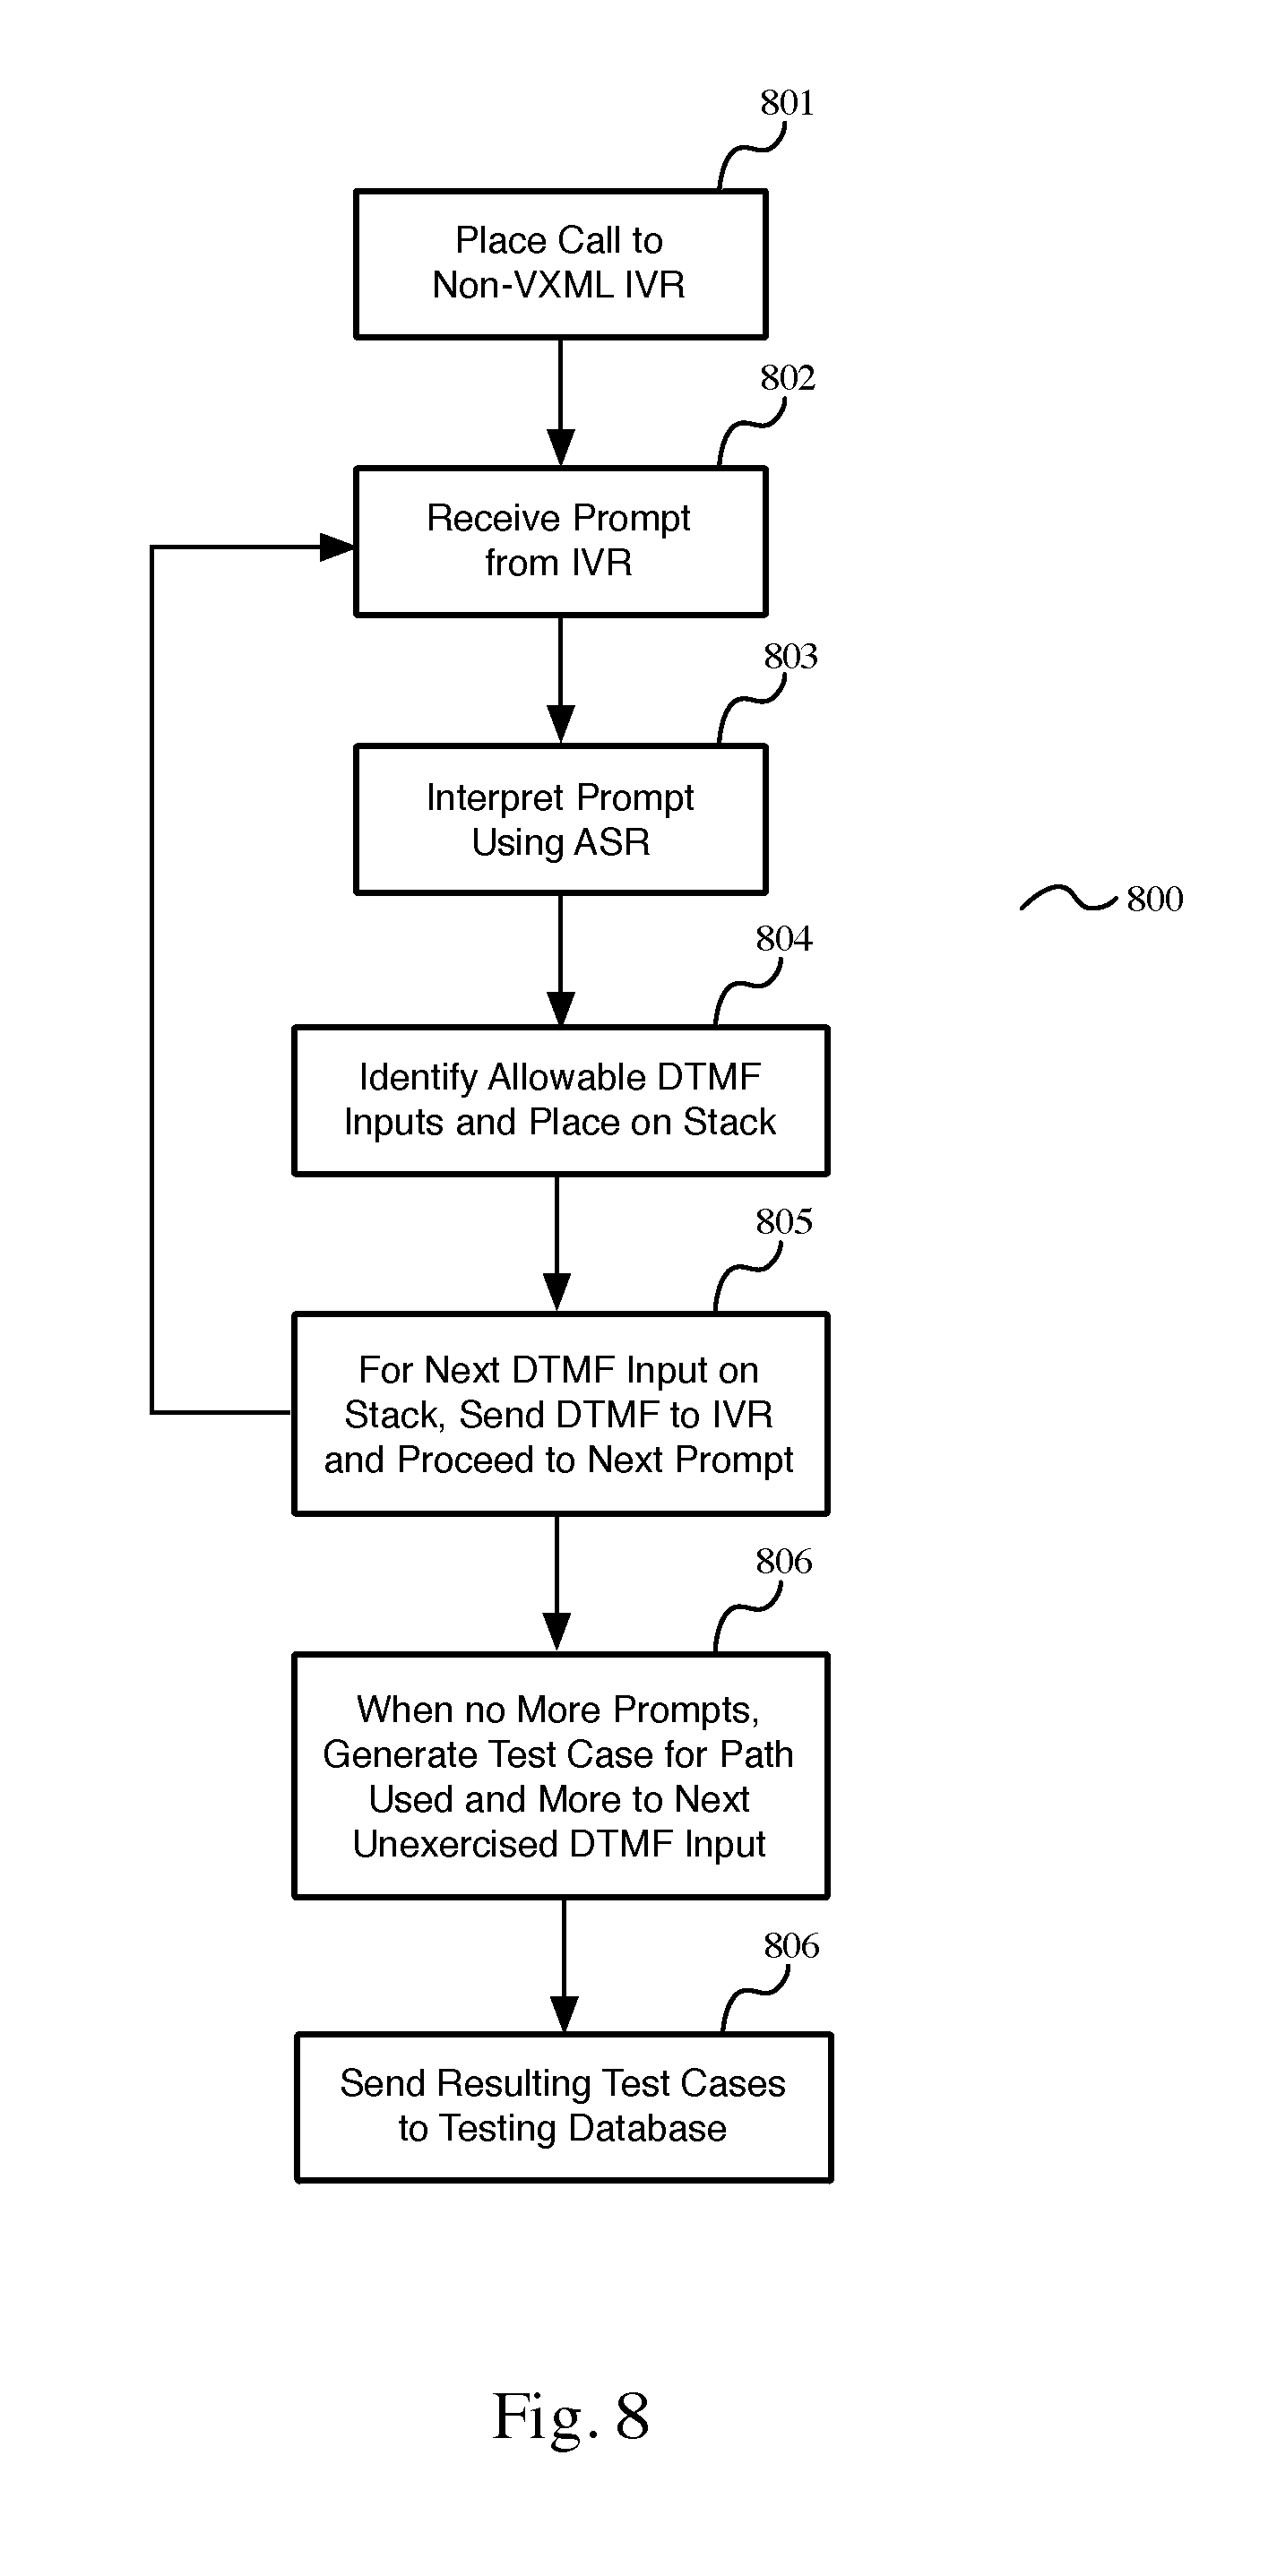 801
Place Call to
Non-VXML IVR
802
Receive Prompt
from IVR
803
Interpret Prompt
Using ASR
800
804
Identify Allowable DTMF
Inputs and Place on Stack
805
For Next DTMF Input on
Stack, Send DTMF to IVR
and Proceed to Next Prompt
806
When no More Prompts,
Generate Test Case for Path
Used and More to Next
Unexercised DTMF Input
806
Send Resulting Test Cases
to Testing Database
Fig. 8